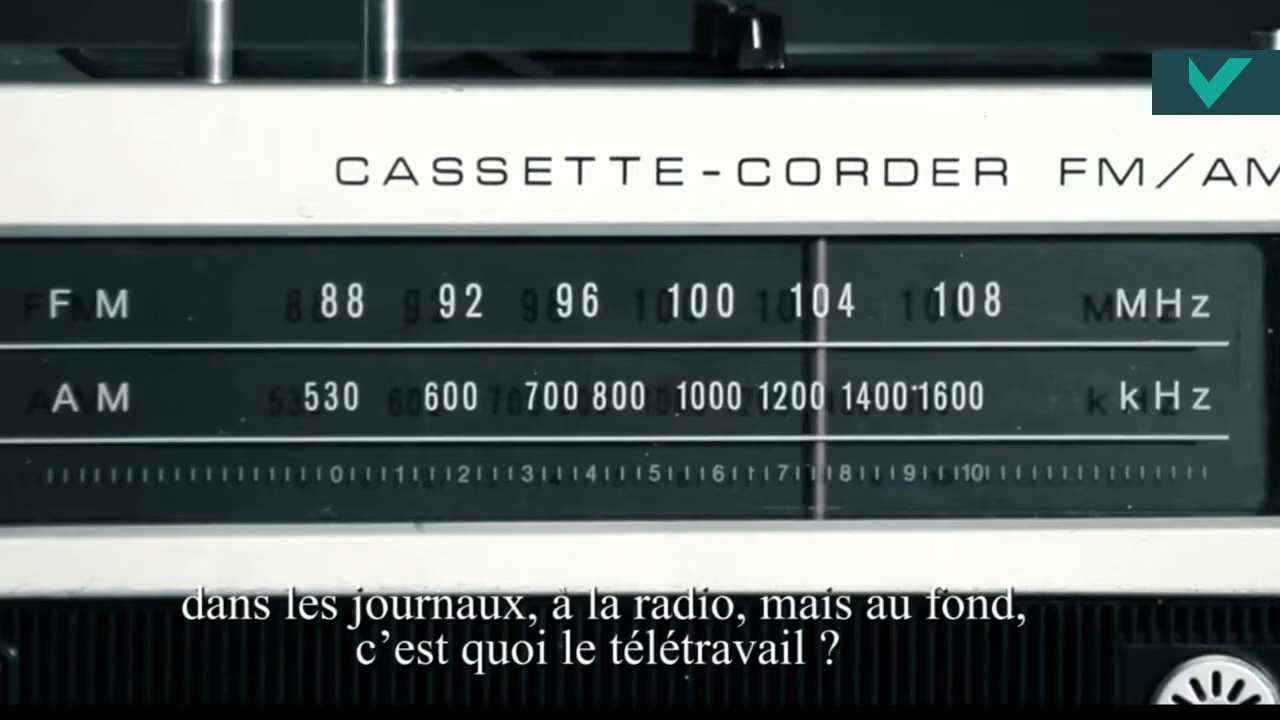 CASSETTE-CORDER FM/AM
FM 88 92 96 100 104 108 MHz
AM 530 600 700 800 1000 1200 1400 1600 kHz
0 1 2 3 4 5 6 7 8 9 10
dans les journaux, à la radio, mais au fond,
c’est quoi le télétravail ?